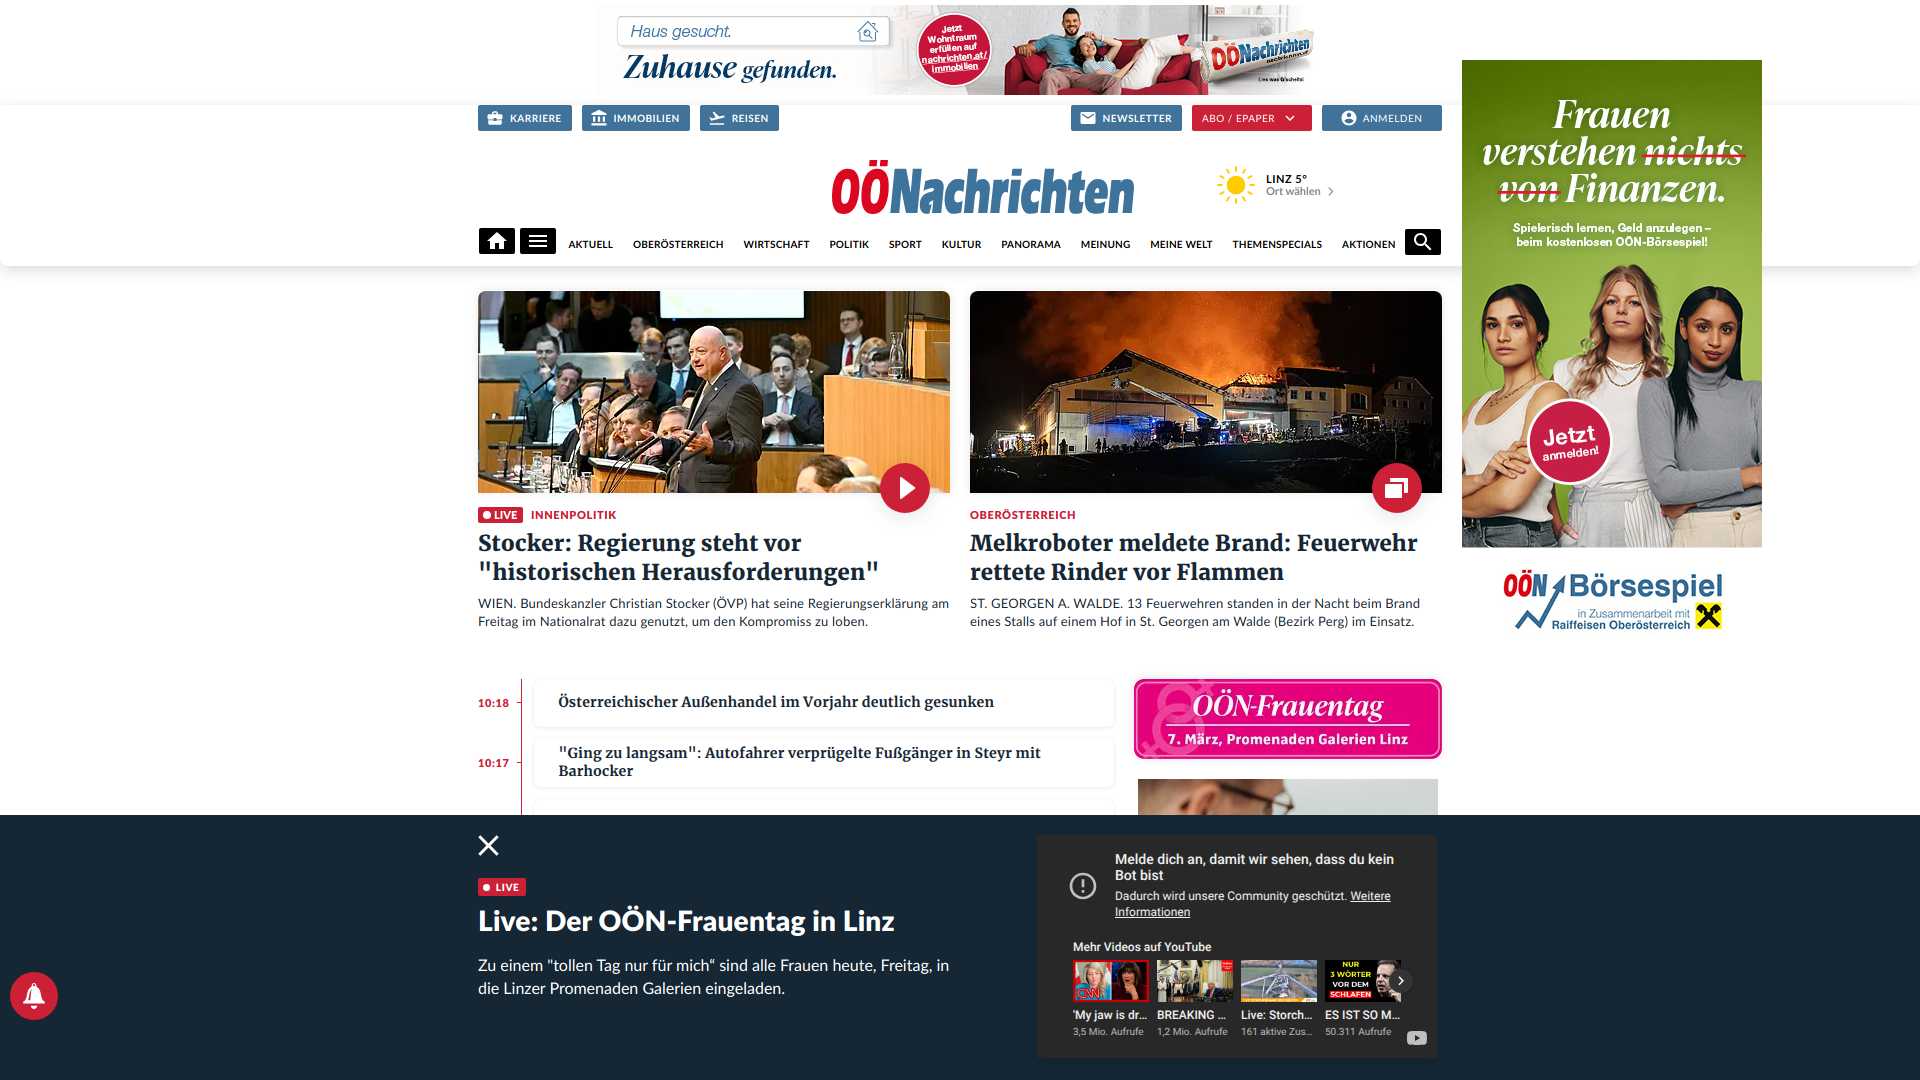 Haus gesucht.
Zuhause gefunden.
Jetzt
Wohntraum
erfüllen auf
nachrichten.at/
immobilien
OÖNachrichten
Lies was G'scheits!
KARRIERE
IMMOBILIEN
REISEN
NEWSLETTER
ABO / EPAPER
ANMELDEN
OÖNachrichten
LINZ 5°
Ort wählen
AKTUELL
OBERÖSTERREICH
WIRTSCHAFT
POLITIK
SPORT
KULTUR
PANORAMA
MEINUNG
MEINE WELT
THEMENSPECIALS
AKTIONEN
Frauen
verstehen nichts
von Finanzen.
Spielerisch lernen, Geld anzulegen –
beim kostenlosen OÖN-Börsespiel!
Jetzt
anmelden!
OÖN Börsespiel
in Zusammenarbeit mit
Raiffeisen Oberösterreich
LIVE INNENPOLITIK
Stocker: Regierung steht vor
"historischen Herausforderungen"
WIEN. Bundeskanzler Christian Stocker (ÖVP) hat seine Regierungserklärung am
Freitag im Nationalrat dazu genutzt, um den Kompromiss zu loben.
OBERÖSTERREICH
Melkroboter meldete Brand: Feuerwehr
rettete Rinder vor Flammen
ST. GEORGEN A. WALDE. 13 Feuerwehren standen in der Nacht beim Brand
eines Stalls auf einem Hof in St. Georgen am Walde (Bezirk Perg) im Einsatz.
10:18
Österreichischer Außenhandel im Vorjahr deutlich gesunken
10:17
"Ging zu langsam": Autofahrer verprügelte Fußgänger in Steyr mit
Barhocker
OÖN-Frauentag
7. März, Promenaden Galerien Linz
LIVE
Live: Der OÖN-Frauentag in Linz
Zu einem "tollen Tag nur für mich“ sind alle Frauen heute, Freitag, in
die Linzer Promenaden Galerien eingeladen.
Melde dich an, damit wir sehen, dass du kein
Bot bist
Dadurch wird unsere Community geschützt. Weitere
Informationen
Mehr Videos auf YouTube
CNN
NUR
3 WÖRTER
VOR DEM
SCHLAFEN
'My jaw is dr...
3,5 Mio. Aufrufe
BREAKING ...
1,2 Mio. Aufrufe
Live: Storch...
161 aktive Zus...
ES IST SO M...
50.311 Aufrufe